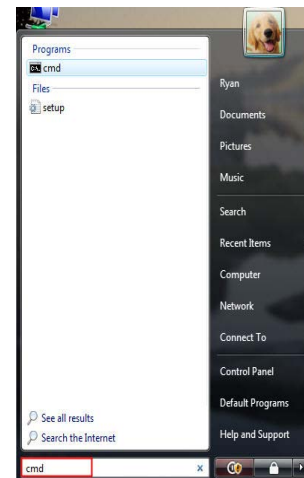 Programs
cmd
Files
setup
See all results
Search the Internet
cmd
Ryan
Documents
Pictures
Music
Search
Recent Items
Computer
Network
Connect To
Control Panel
Default Programs
Help and Support